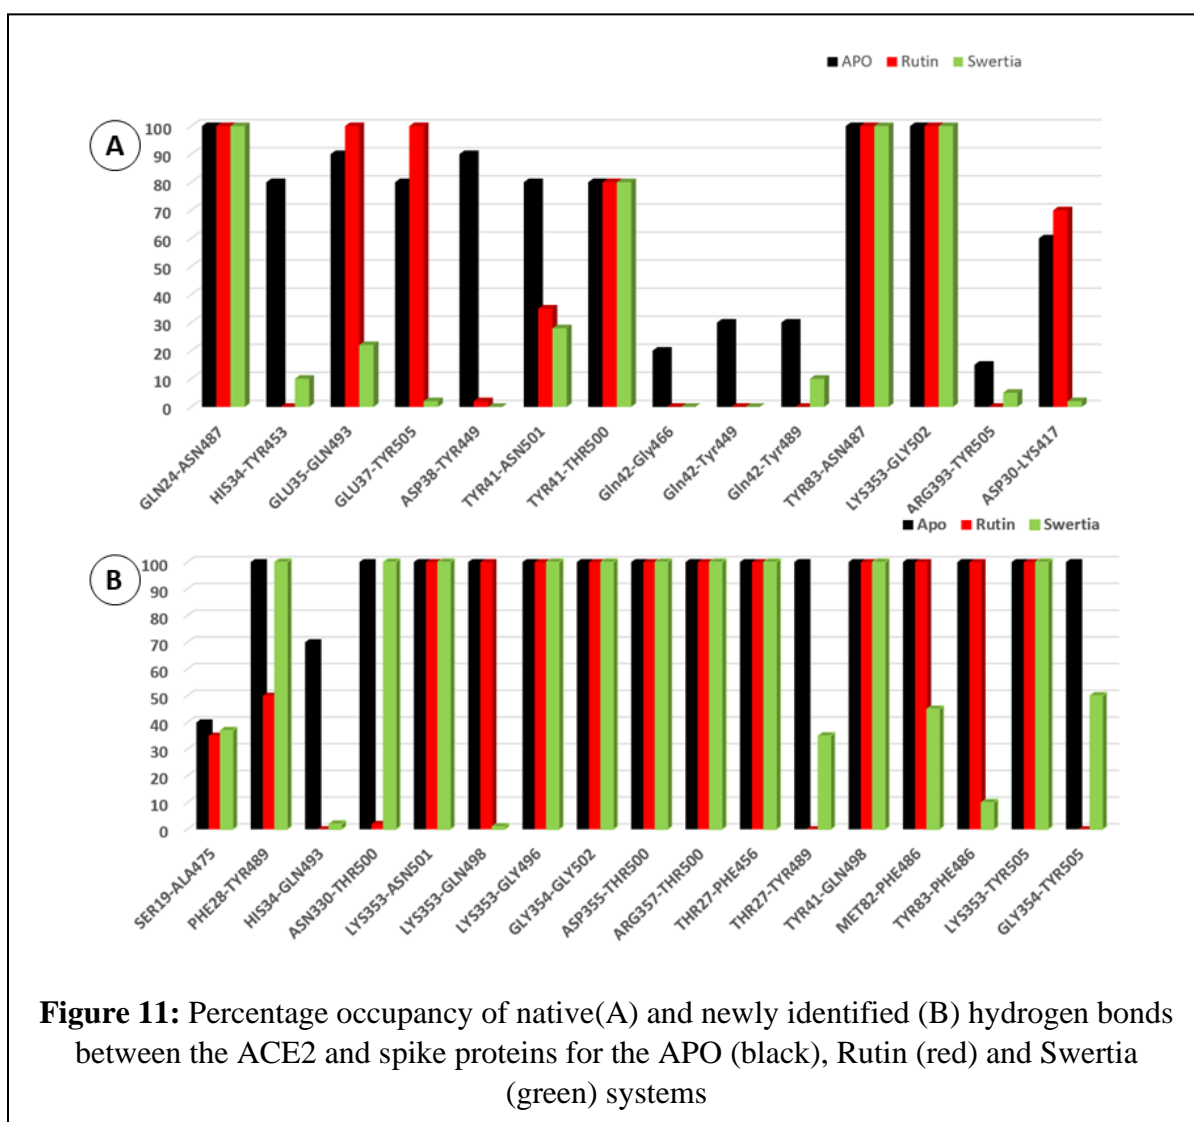 APO Rutin Swertia
A
100
90
80
70
60
50
40
30
20
10
0
GLN24-ASN487
HIS34-TYR453
GLU35-GLN493
GLU37-TYR505
ASP38-TYR449
TYR41-ASN501
TYR41-THR500
Gln42-Gly466
Gln42-Tyr449
Gln42-Tyr489
TYR83-ASN487
LYS353-GLY502
ARG393-TYR505
ASP30-LYS417
Apo Rutin Swertia
B
100
90
80
70
60
50
40
30
20
10
0
SER19-ALA475
PHE28-TYR489
HIS34-GLN493
ASN330-THR500
LYS353-ASN501
LYS353-GLN498
LYS353-GLY496
GLY354-GLY502
ASP355-THR500
ARG357-THR500
THR27-PHE456
THR27-TYR489
TYR41-GLN498
MET82-PHE486
TYR83-PHE486
LYS353-TYR505
GLY354-TYR505
Figure 11: Percentage occupancy of native(A) and newly identified (B) hydrogen bonds
between the ACE2 and spike proteins for the APO (black), Rutin (red) and Swertia
(green) systems